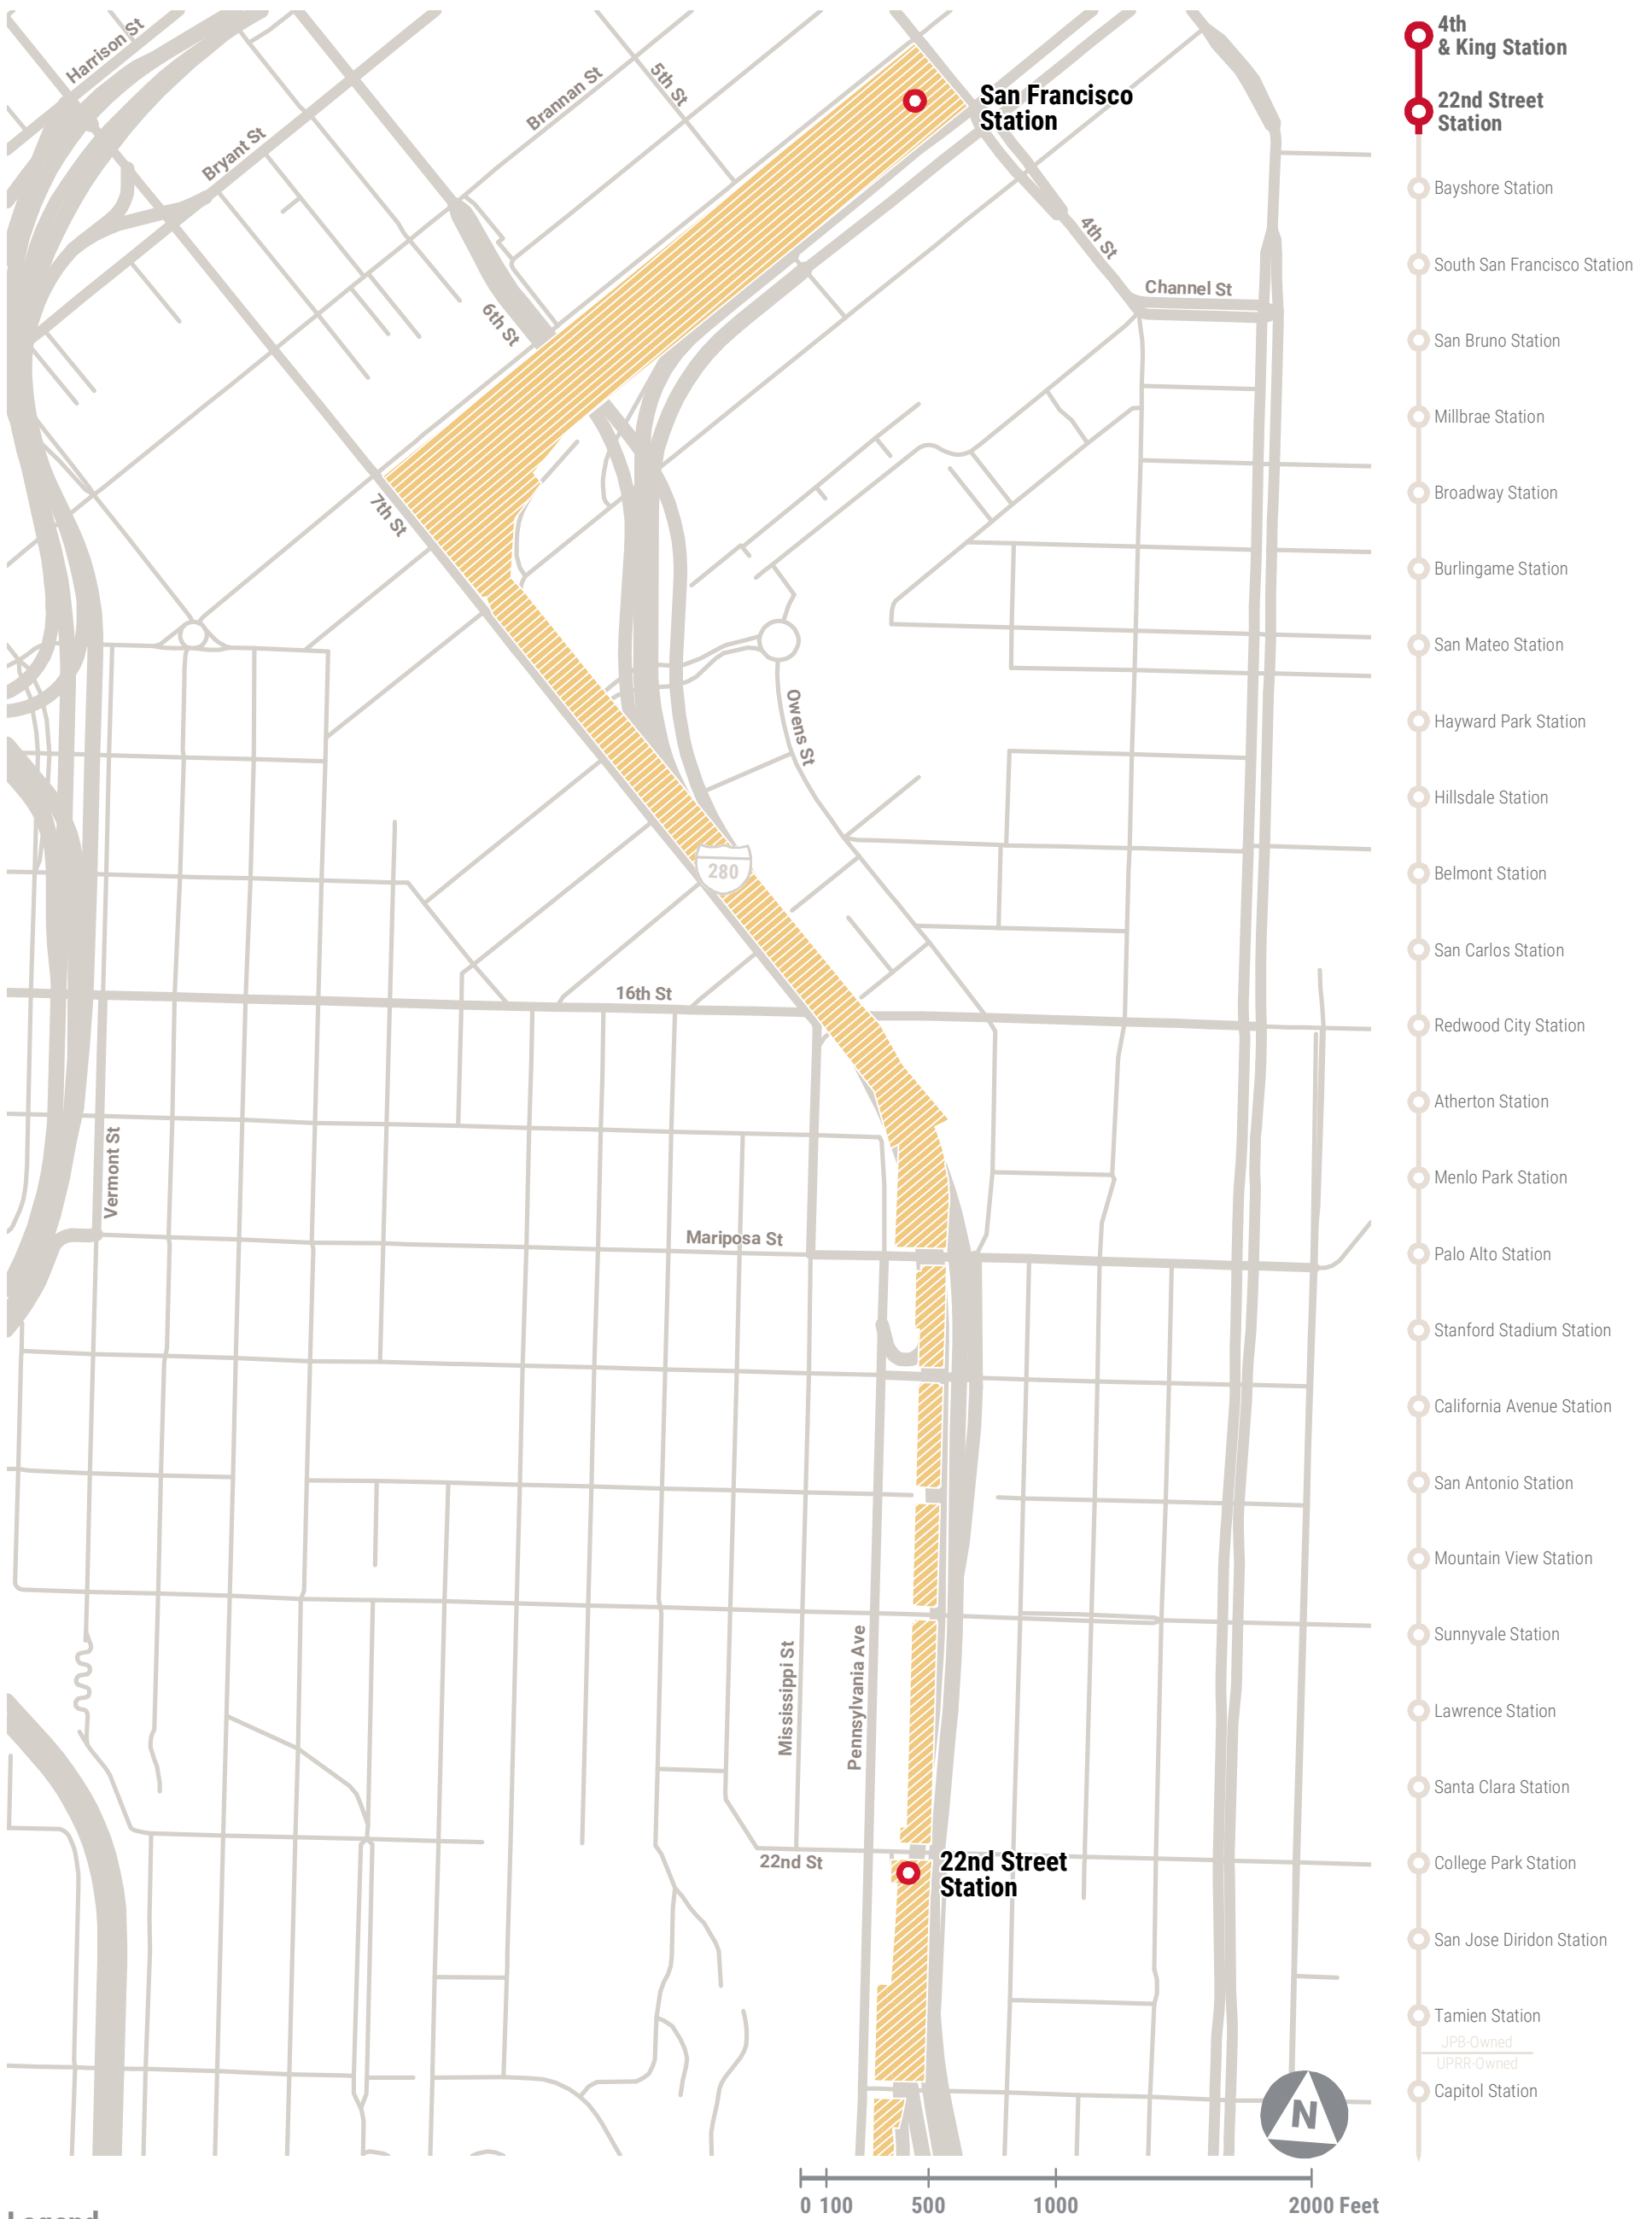 Harrison St
Bryant St
Brannan St
5th St
6th St
7th St
San Francisco
Station
4th St
Channel St
Owens St
280
16th St
Vermont St
Mariposa St
Mississippi St
Pennsylvania Ave
22nd St
22nd Street
Station
N
0 100 500 1000 2000 Feet
Legend
4th
& King Station
22nd Street
Station
Bayshore Station
South San Francisco Station
San Bruno Station
Millbrae Station
Broadway Station
Burlingame Station
San Mateo Station
Hayward Park Station
Hillsdale Station
Belmont Station
San Carlos Station
Redwood City Station
Atherton Station
Menlo Park Station
Palo Alto Station
Stanford Stadium Station
California Avenue Station
San Antonio Station
Mountain View Station
Sunnyvale Station
Lawrence Station
Santa Clara Station
College Park Station
San Jose Diridon Station
Tamien Station
JPB-Owned
UPRR-Owned
Capitol Station